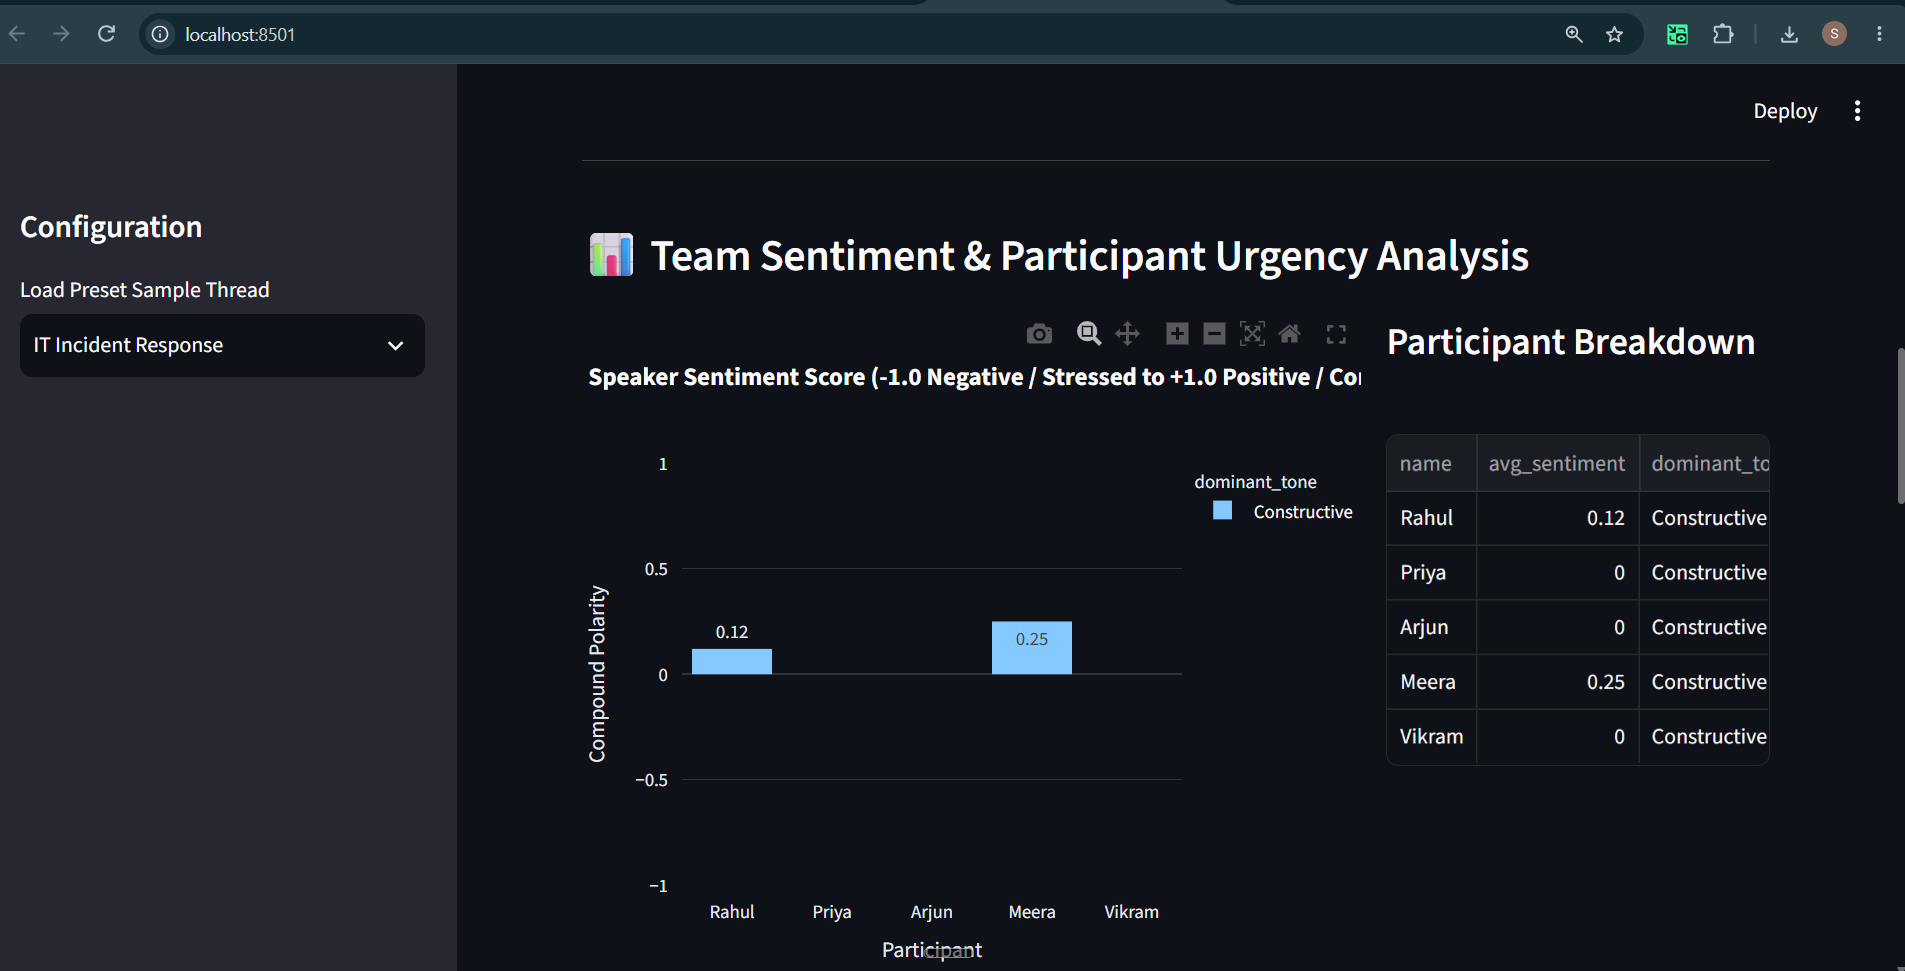 localhost:8501
S
Deploy
Configuration
Load Preset Sample Thread
IT Incident Response
Team Sentiment & Participant Urgency Analysis
Speaker Sentiment Score (-1.0 Negative / Stressed to +1.0 Positive / Co
1
0.5
0
−0.5
−1
Compound Polarity
0.12
0.25
Rahul Priya Arjun Meera Vikram
Participant
dominant_tone
Constructive
Participant Breakdown
name avg_sentiment dominant_to
Rahul 0.12 Constructive
Priya 0 Constructive
Arjun 0 Constructive
Meera 0.25 Constructive
Vikram 0 Constructive